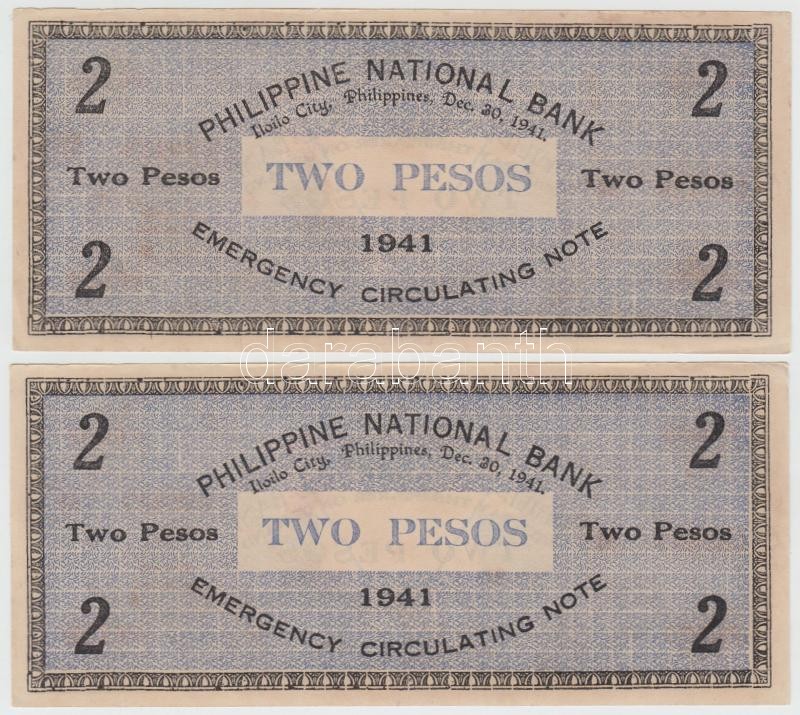 2 2
PHILIPPINE NATIONAL BANK
Iloilo City, Philippines, Dec. 30, 1941.
Two Pesos TWO PESOS Two Pesos
1941
EMERGENCY CIRCULATING NOTE
2 2
darabanth
2 2
PHILIPPINE NATIONAL BANK
Iloilo City, Philippines, Dec. 30, 1941.
Two Pesos TWO PESOS Two Pesos
1941
EMERGENCY CIRCULATING NOTE
2 2